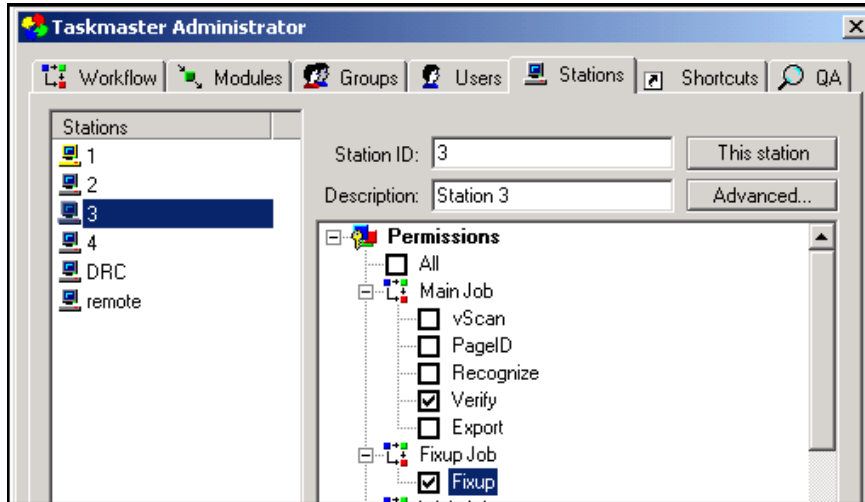 Taskmaster Administrator
Workflow Modules Groups Users Stations Shortcuts QA
Stations
1
2
3
4
DRC
remote
Station ID: 3 This station
Description: Station 3 Advanced...
Permissions
All
Main Job
vScan
PageID
Recognize
Verify
Export
Fixup Job
Fixup